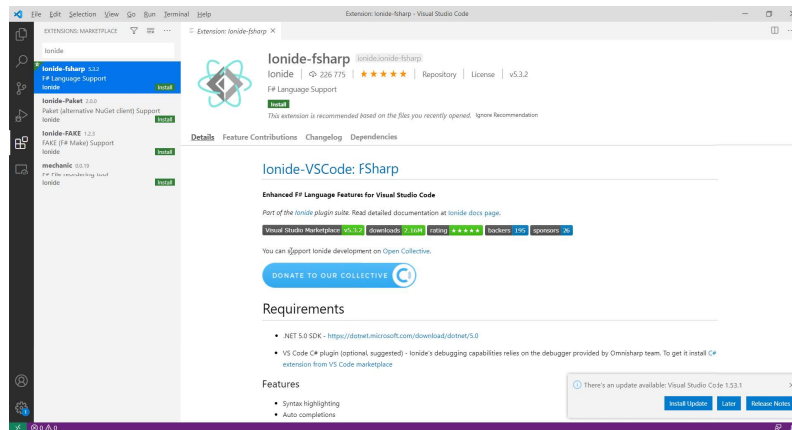 File Edit Selection View Go Run Terminal Help
Extension: Ionide-fsharp - Visual Studio Code
EXTENSIONS: MARKETPLACE
Ionide
Ionide-fsharp 5.3.2
F# Language Support
Ionide
Install
Ionide-Paket 2.0.0
Paket (alternative NuGet client) Support
Ionide
Install
Ionide-FAKE 1.2.3
FAKE (F# Make) Support
Ionide
Install
mechanic 0.0.19
F# File reordering tool
Ionide
Install
Extension: Ionide-fsharp
Ionide-fsharp ionide.ionide-fsharp
Ionide 226 775 ★★★★★ Repository License v5.3.2
F# Language Support
Install
This extension is recommended based on the files you recently opened. Ignore Recommendation
Details Feature Contributions Changelog Dependencies
Ionide-VSCode: FSharp
Enhanced F# Language Features for Visual Studio Code
Part of the Ionide plugin suite. Read detailed documentation at Ionide docs page.
Visual Studio Marketplace v5.3.2 downloads 2.16M rating ★★★★★ backers 195 sponsors 26
You can support Ionide development on Open Collective.
DONATE TO OUR COLLECTIVE
Requirements
• .NET 5.0 SDK - https://dotnet.microsoft.com/download/dotnet/5.0
• VS Code C# plugin (optional, suggested) - Ionide's debugging capabilities relies on the debugger provided by Omnisharp team. To get it install C#
extension from VS Code marketplace
Features
• Syntax highlighting
• Auto completions
There's an update available: Visual Studio Code 1.53.1
Install Update Later Release Notes
1
0 0